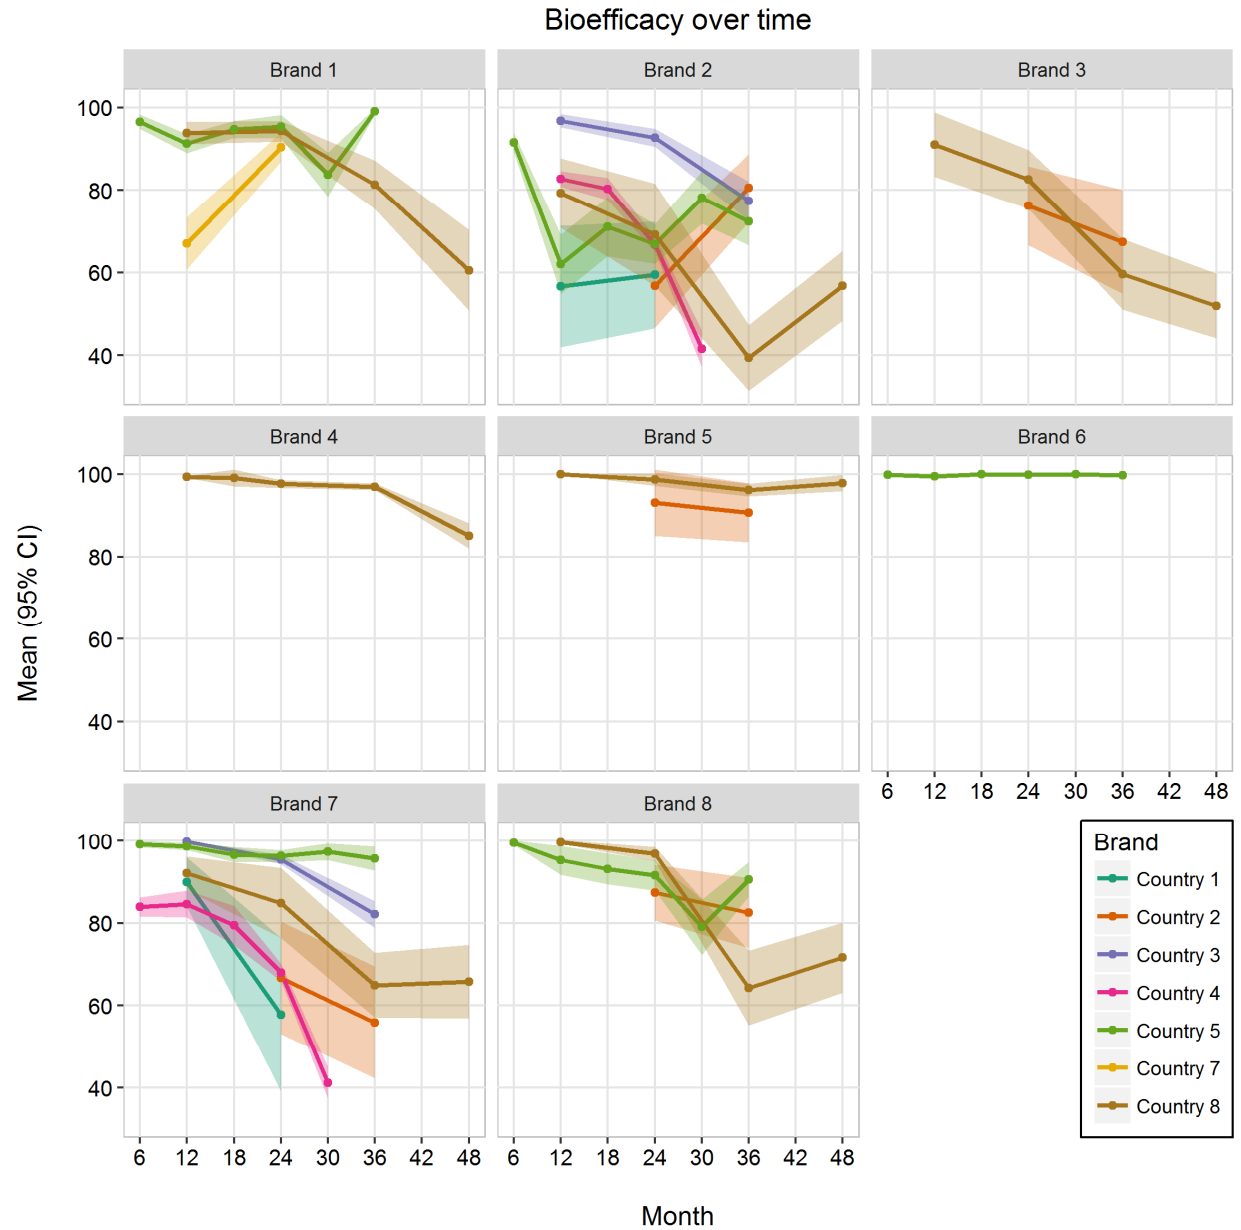 Bioefficacy over time
Brand 1 Brand 2 Brand 3
100
80
60
40
Brand 4 Brand 5 Brand 6
100
80
60
40
Mean (95% CI)
6 12 18 24 30 36 42 48
Brand 7 Brand 8
100
80
60
40
6 12 18 24 30 36 42 48 6 12 18 24 30 36 42 48
Month
Brand
Country 1
Country 2
Country 3
Country 4
Country 5
Country 7
Country 8